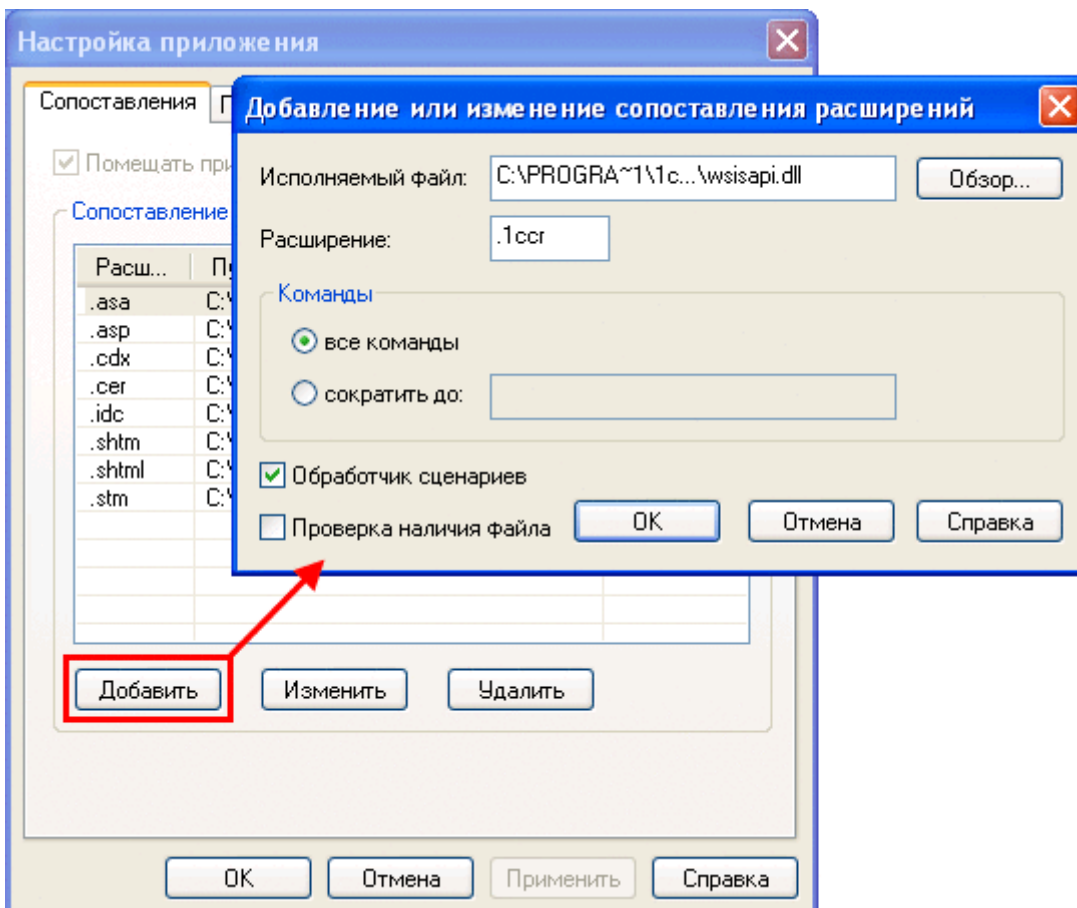 Настройка приложения
Сопоставления
Помещать при
Сопоставление
Расш...
.asa C:\
.asp C:\
.cdx C:\
.cer C:\
.idc C:\
.shtm C:\
.shtml C:\
.stm C:\
Добавить Изменить Удалить
OK Отмена Применить Справка
Добавление или изменение сопоставления расширений
Исполняемый файл: C:\PROGRA~1\1c...\wsisapi.dll Обзор...
Расширение: .1ccr
Команды
все команды
сократить до:
Обработчик сценариев
Проверка наличия файла OK Отмена Справка